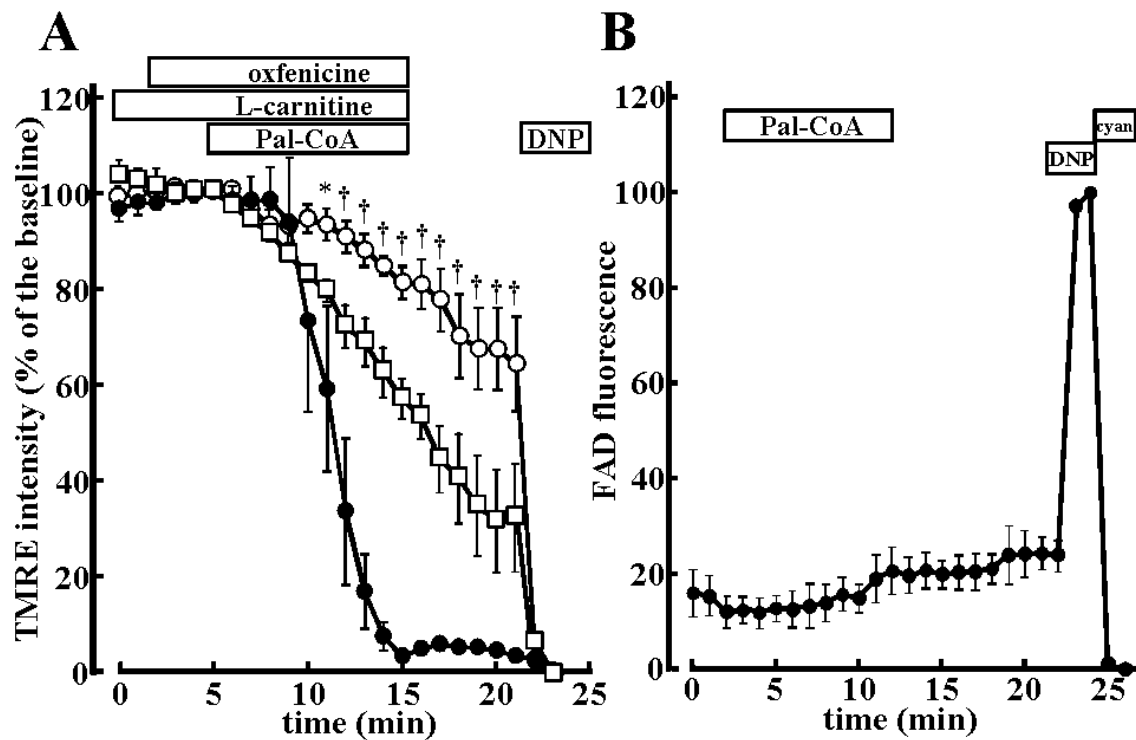 A
oxfenicine
L-carnitine
Pal-CoA
DNP
TMRE intensity (% of the baseline)
120
100
80
60
40
20
0
* † † † † † † † † † †
0 5 10 15 20 25
time (min)
B
Pal-CoA
cyan
DNP
FAD fluorescence
120
100
80
60
40
20
0
0 5 10 15 20 25
time (min)